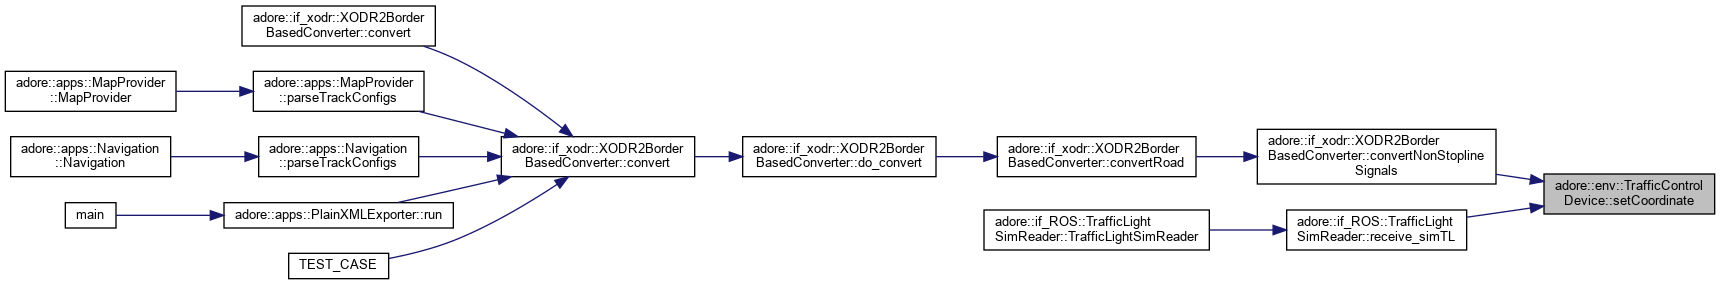 adore::if_xodr::XODR2Border
BasedConverter::convert
adore::apps::MapProvider
::MapProvider
adore::apps::MapProvider
::parseTrackConfigs
adore::apps::Navigation
::Navigation
adore::apps::Navigation
::parseTrackConfigs
main
adore::apps::PlainXMLExporter::run
TEST_CASE
adore::if_xodr::XODR2Border
BasedConverter::convert
adore::if_xodr::XODR2Border
BasedConverter::do_convert
adore::if_xodr::XODR2Border
BasedConverter::convertRoad
adore::if_xodr::XODR2Border
BasedConverter::convertNonStopline
Signals
adore::if_ROS::TrafficLight
SimReader::TrafficLightSimReader
adore::if_ROS::TrafficLight
SimReader::receive_simTL
adore::env::TrafficControl
Device::setCoordinate